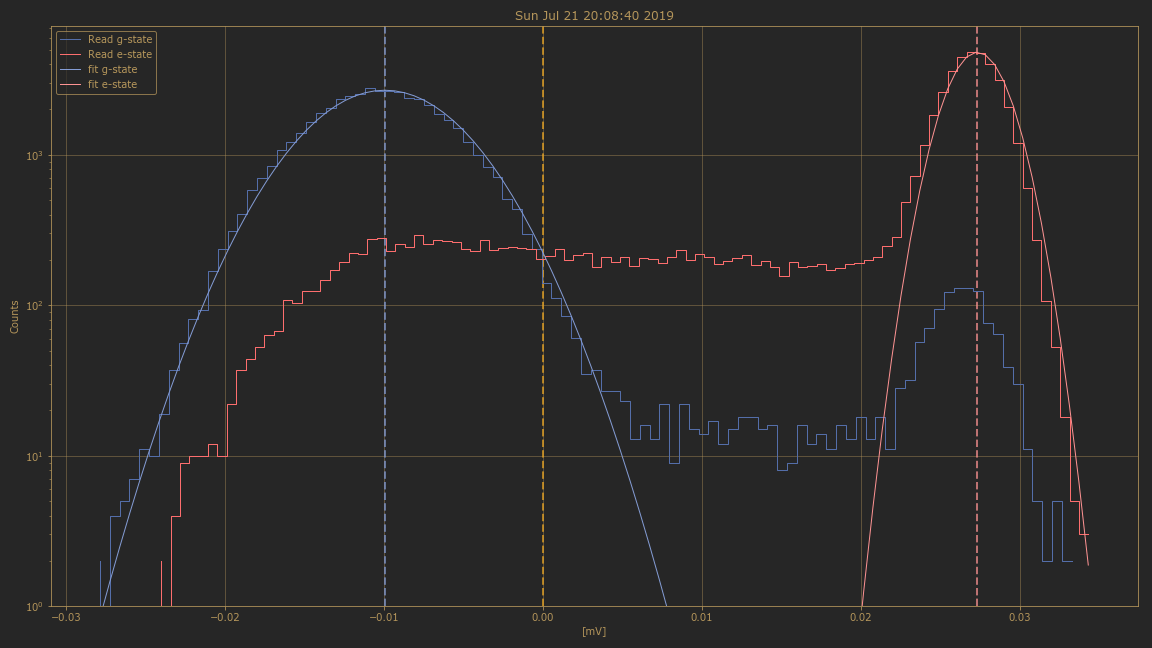 Sun Jul 21 20:08:40 2019
Read g-state
Read e-state
fit g-state
fit e-state
10³
10²
10¹
10⁰
Counts
−0.03
−0.02
−0.01
0.00
0.01
0.02
0.03
[mV]